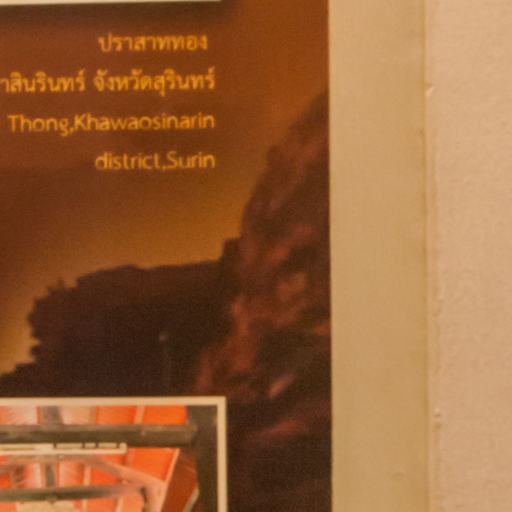 ปราสาททอง
าสินรินทร์ จังหวัดสุรินทร์
Thong,Khawaosinarin
district,Surin